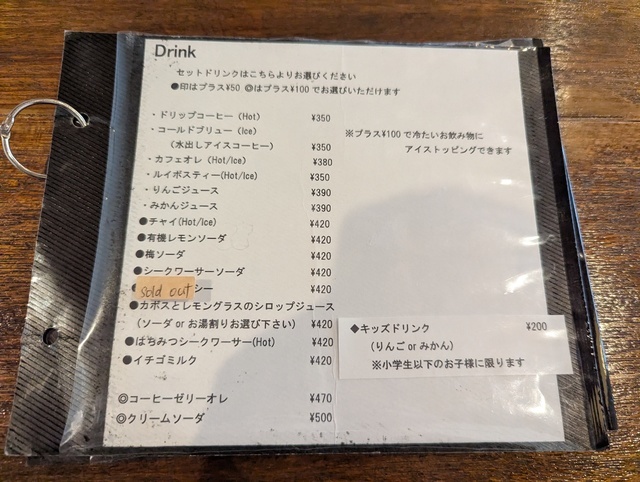 Drink
セットドリンクはこちらよりお選びください
●印はプラス¥50 ◎はプラス¥100 でお選びいただけます
・ドリップコーヒー (Hot) ¥350
・コールドブリュー (Ice)
(水出しアイスコーヒー) ¥350
・カフェオレ (Hot/Ice) ¥380
・ルイボスティー(Hot/Ice) ¥350
・りんごジュース ¥390
・みかんジュース ¥390
●チャイ(Hot/Ice) ¥420
●有機レモンソーダ ¥420
●梅ソーダ ¥420
●シークワーサーソーダ ¥420
sold out シー ¥420
●カボスとレモングラスのシロップジュース
(ソーダ or お湯割りお選び下さい) ¥420
●はちみつシークワーサー(Hot) ¥420
●イチゴミルク ¥420
◎コーヒーゼリーオレ ¥470
◎クリームソーダ ¥500
※プラス¥100 で冷たいお飲み物に
アイストッピングできます
◆キッズドリンク ¥200
(りんご or みかん)
※小学生以下のお子様に限ります